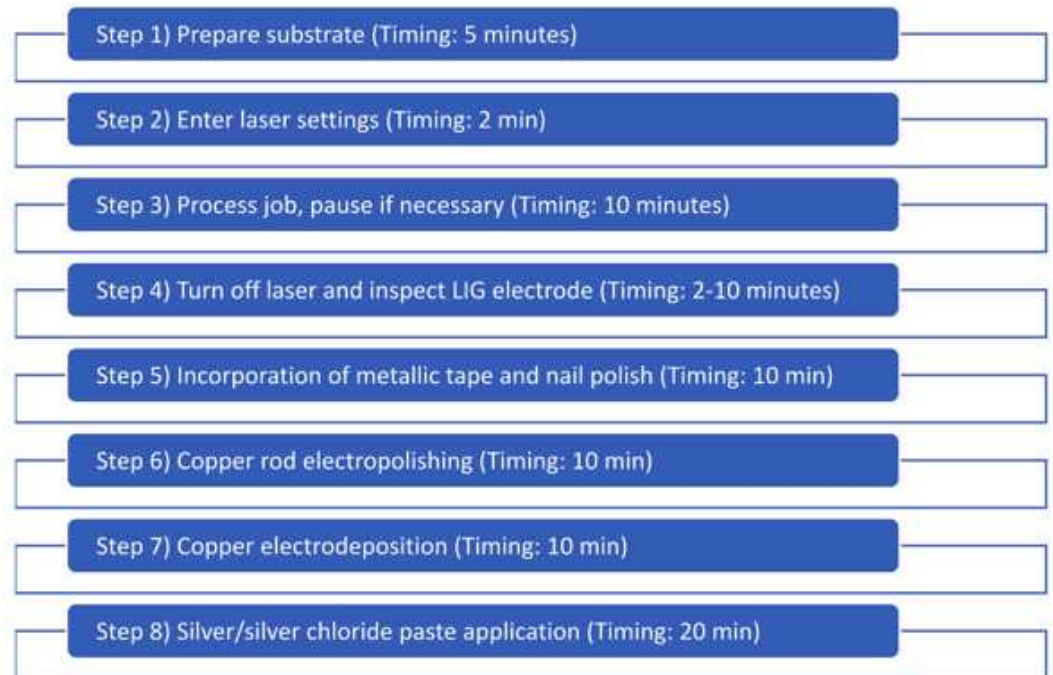 Step 1) Prepare substrate (Timing: 5 minutes)
Step 2) Enter laser settings (Timing: 2 min)
Step 3) Process job, pause if necessary (Timing: 10 minutes)
Step 4) Turn off laser and inspect LIG electrode (Timing: 2-10 minutes)
Step 5) Incorporation of metallic tape and nail polish (Timing: 10 min)
Step 6) Copper rod electropolishing (Timing: 10 min)
Step 7) Copper electrodeposition (Timing: 10 min)
Step 8) Silver/silver chloride paste application (Timing: 20 min)